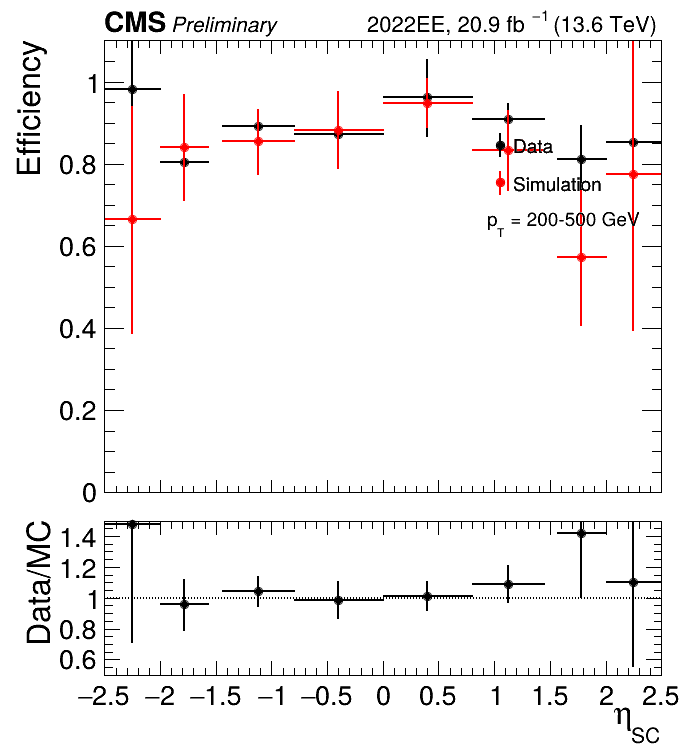 CMS Preliminary 2022EE, 20.9 fb⁻¹ (13.6 TeV)
Efficiency
1
0.8
0.6
0.4
0.2
0
Data
Simulation
p_T = 200-500 GeV
Data/MC
1.4
1.2
1
0.8
0.6
−2.5 −2 −1.5 −1 −0.5 0 0.5 1 1.5 2 2.5
η_SC